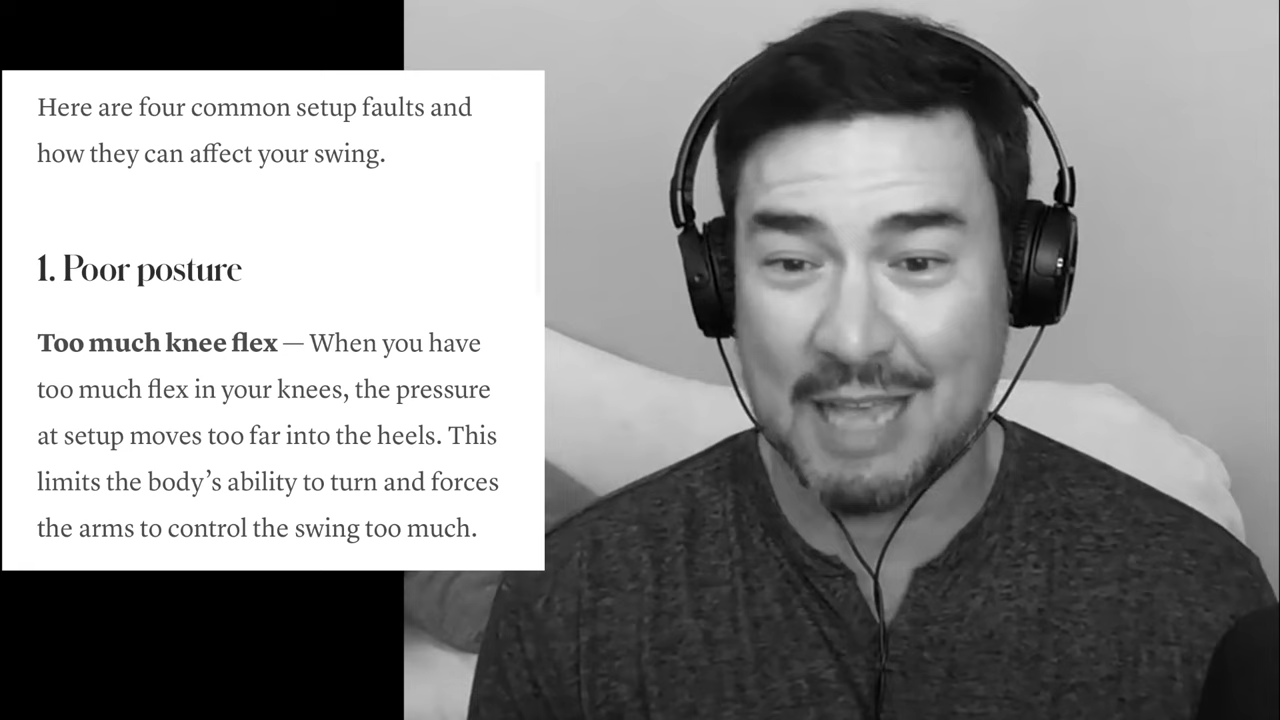 Here are four common setup faults and
how they can affect your swing.
1. Poor posture
Too much knee flex — When you have
too much flex in your knees, the pressure
at setup moves too far into the heels. This
limits the body’s ability to turn and forces
the arms to control the swing too much.